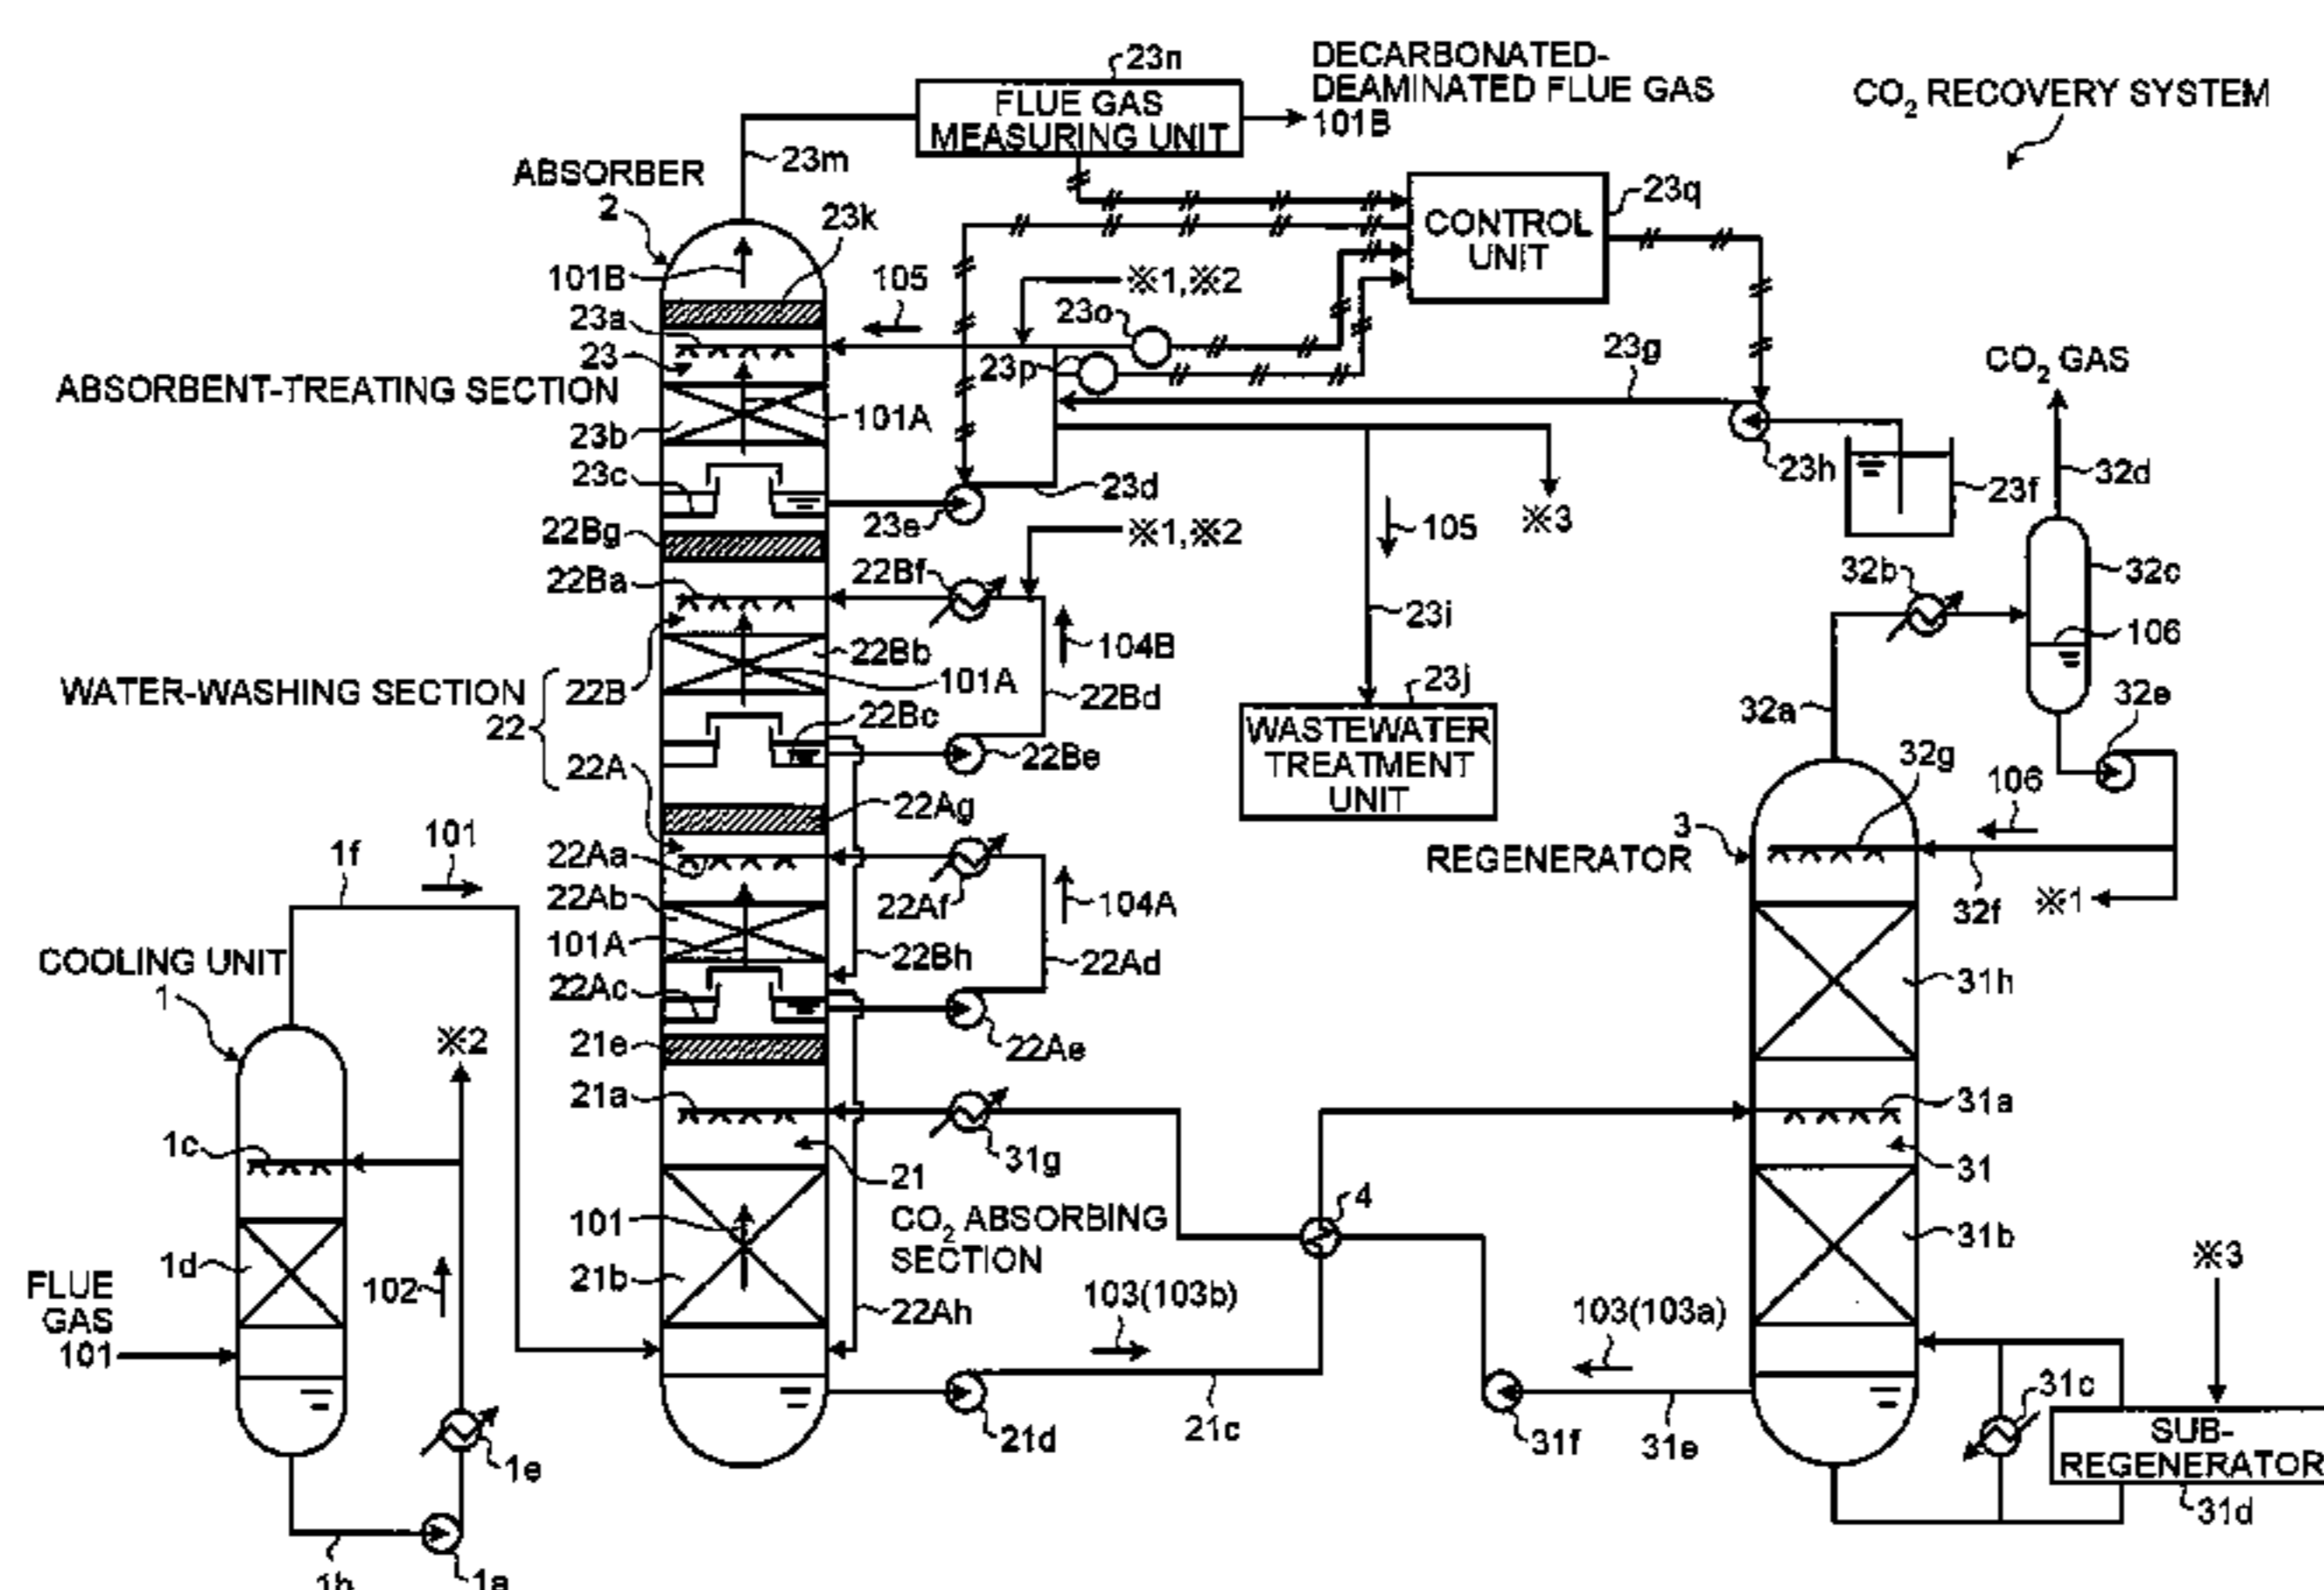 23n
DECARBONATED-
DEAMINATED FLUE GAS
101B
CO₂ RECOVERY SYSTEM
FLUE GAS
MEASURING UNIT
23m
ABSORBER
2
23k
CONTROL
UNIT
23q
101B
105
※1,※2
23a
23o
23
23p
23g
CO₂ GAS
ABSORBENT-TREATING SECTION
101A
23b
23c
23d
23h
23f
32d
23e
※3
22Bg
※1,※2
105
22Ba
22Bf
32b
32c
23i
106
22Bb
104B
WATER-WASHING SECTION
22
22B
101A
22Bd
23j
32e
22Bc
32a
WASTEWATER
TREATMENT
UNIT
22A
22Be
32g
22Ag
106
101
1f
3
REGENERATOR
22Aa
22Ab
22Af
104A
32f
※1
101A
COOLING UNIT
1
22Bh
22Ad
31h
22Ac
※2
21e
22Ae
21a
31a
1c
31g
31
21
4
101
CO₂ ABSORBING
SECTION
31b
※3
1d
21b
FLUE
GAS
101
102
103(103b)
103(103a)
22Ah
31c
21d
21c
31f
31e
SUB-
REGENERATOR
31d
1e
1b
1a